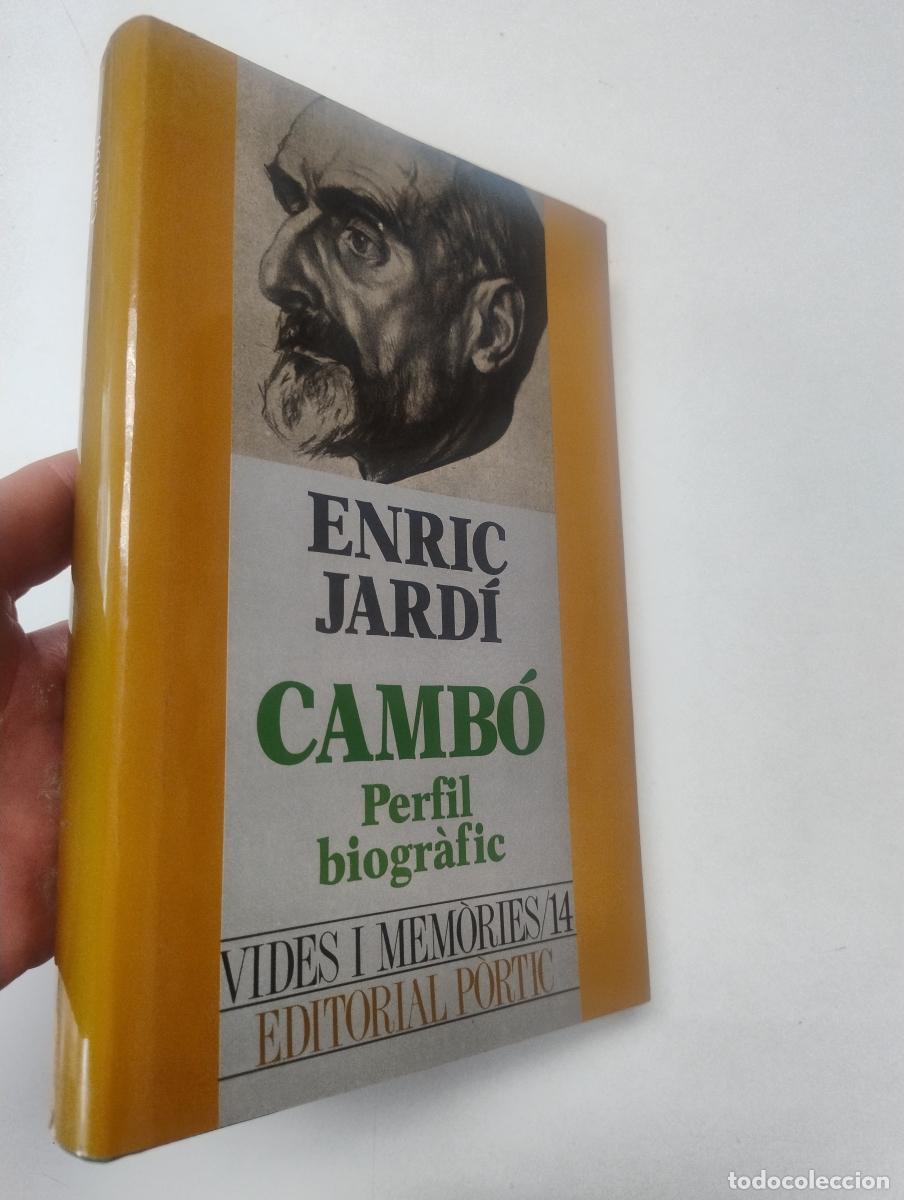 ENRIC
JARDÍ
CAMBÓ
Perfil
biogràfic
VIDES I MEMÒRIES/14
EDITORIAL PÒRTIC
todocoleccion